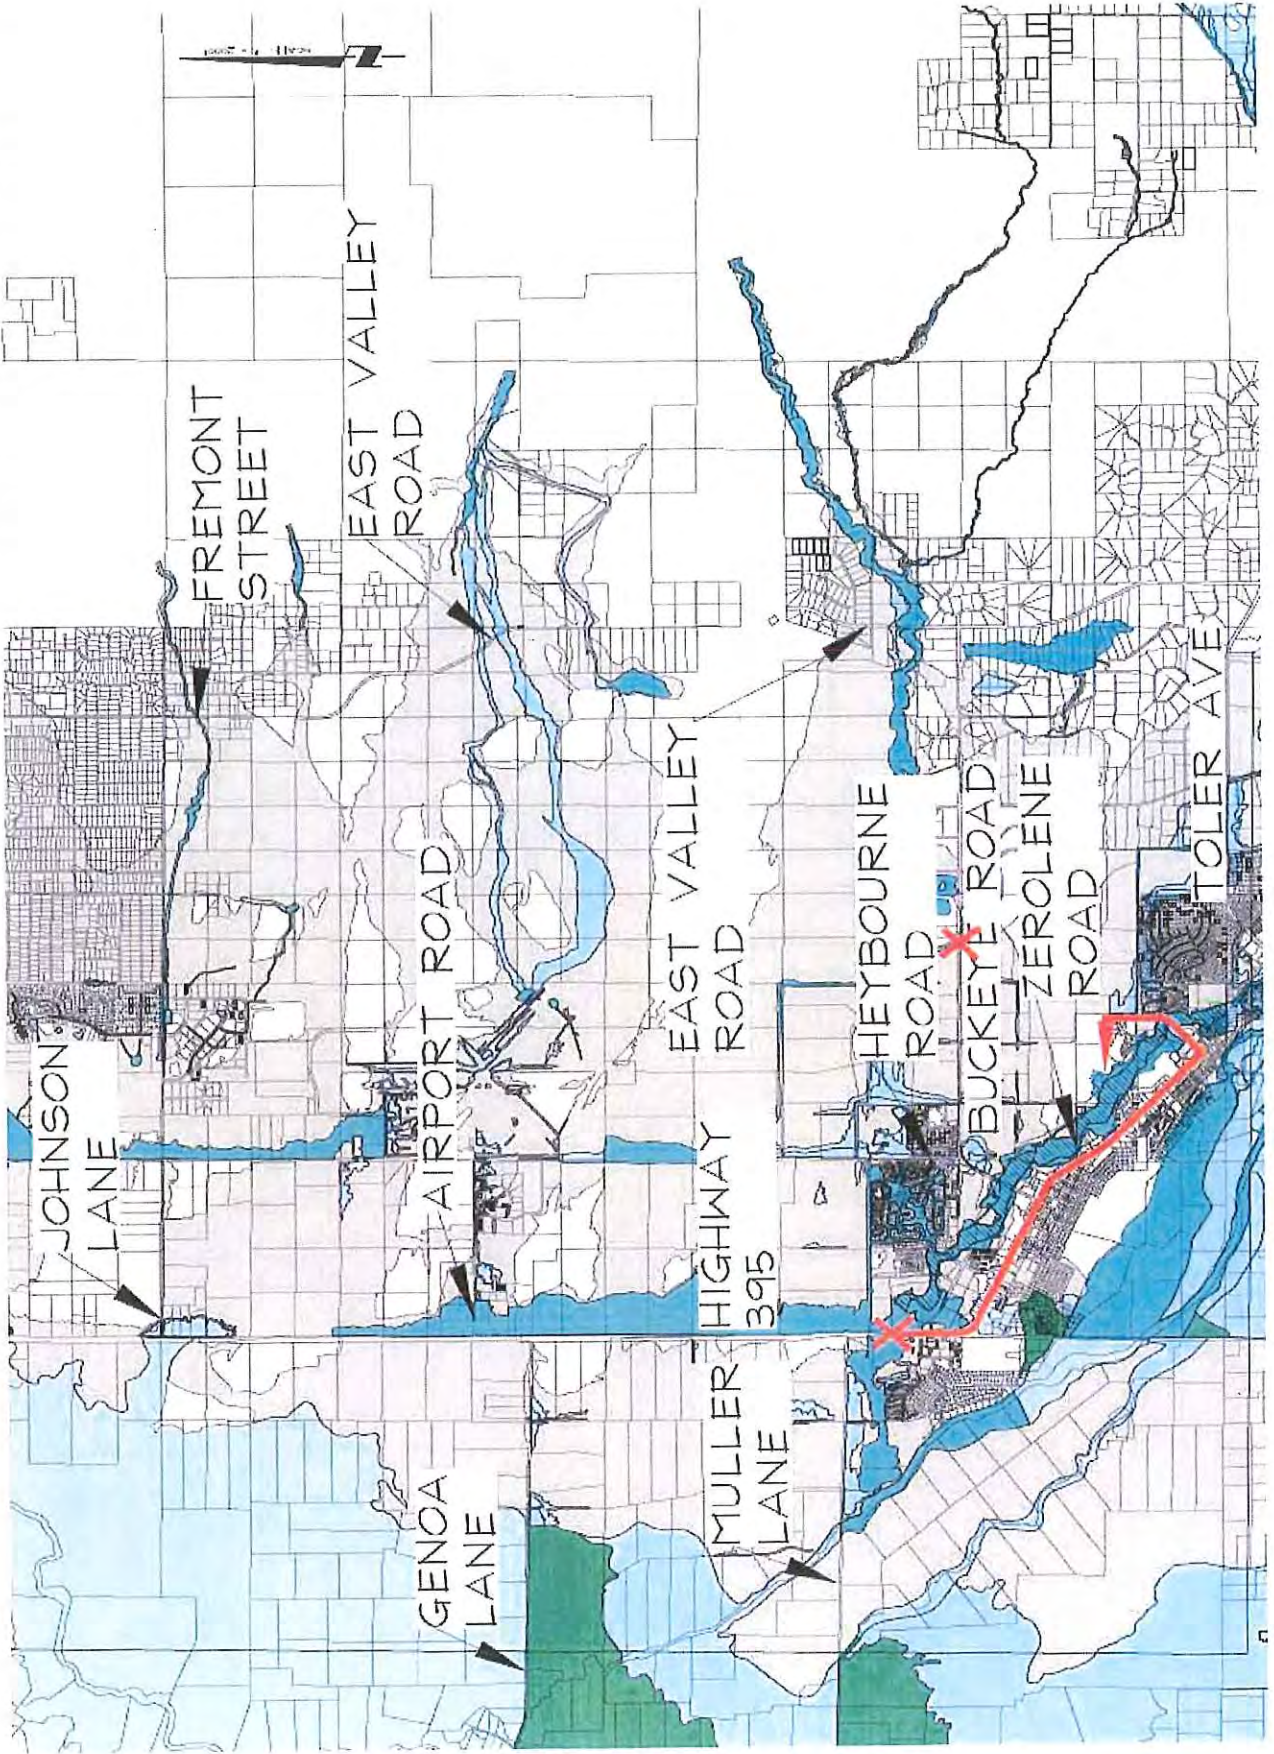 FREMONT
STREET
EAST VALLEY
ROAD
JOHNSON
LANE
AIRPORT ROAD
EAST VALLEY
ROAD
HEYBOURNE
ROAD
BUCKEYE ROAD
ZEROLENE
ROAD
TOLER AVE
HIGHWAY
395
GENOA
LANE
MULLER
LANE